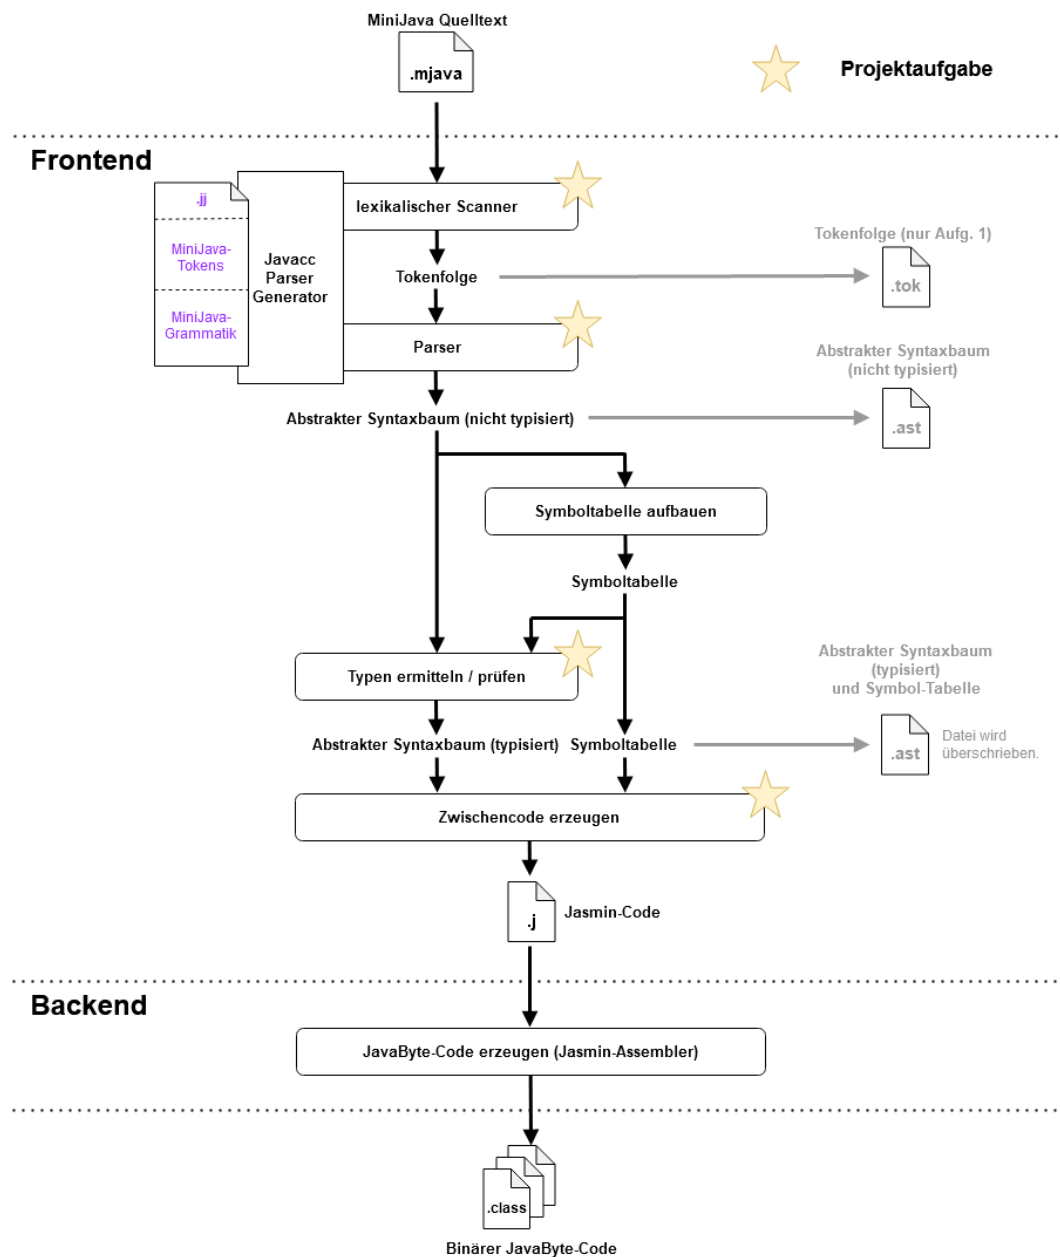 MiniJava Quelltext
.mjava
Projektaufgabe
Frontend
.jj
MiniJava-
Tokens
MiniJava-
Grammatik
Javacc
Parser
Generator
lexikalischer Scanner
Tokenfolge
Tokenfolge (nur Aufg. 1)
.tok
Parser
Abstrakter Syntaxbaum
(nicht typisiert)
.ast
Abstrakter Syntaxbaum (nicht typisiert)
Symboltabelle aufbauen
Symboltabelle
Typen ermitteln / prüfen
Abstrakter Syntaxbaum
(typisiert)
und Symbol-Tabelle
Abstrakter Syntaxbaum (typisiert)
Symboltabelle
.ast
Datei wird
überschrieben.
Zwischencode erzeugen
.j
Jasmin-Code
Backend
JavaByte-Code erzeugen (Jasmin-Assembler)
.class
Binärer JavaByte-Code